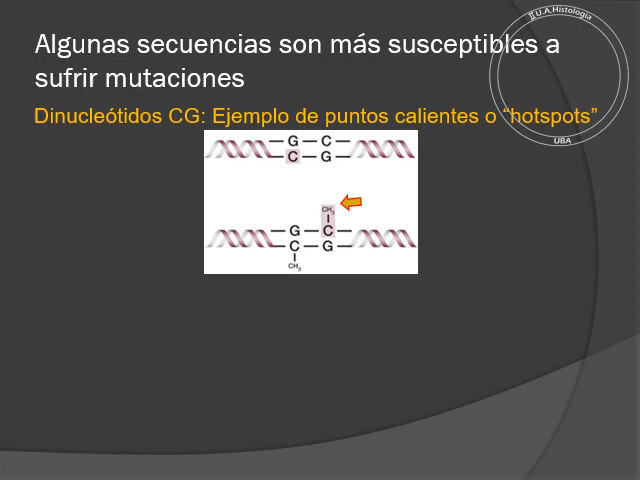 Algunas secuencias son más susceptibles a
sufrir mutaciones
II U.A.Histología
UBA
Dinucleótidos CG: Ejemplo de puntos calientes o “hotspots”
G C
C G
CH₃
G C
C G
CH₃